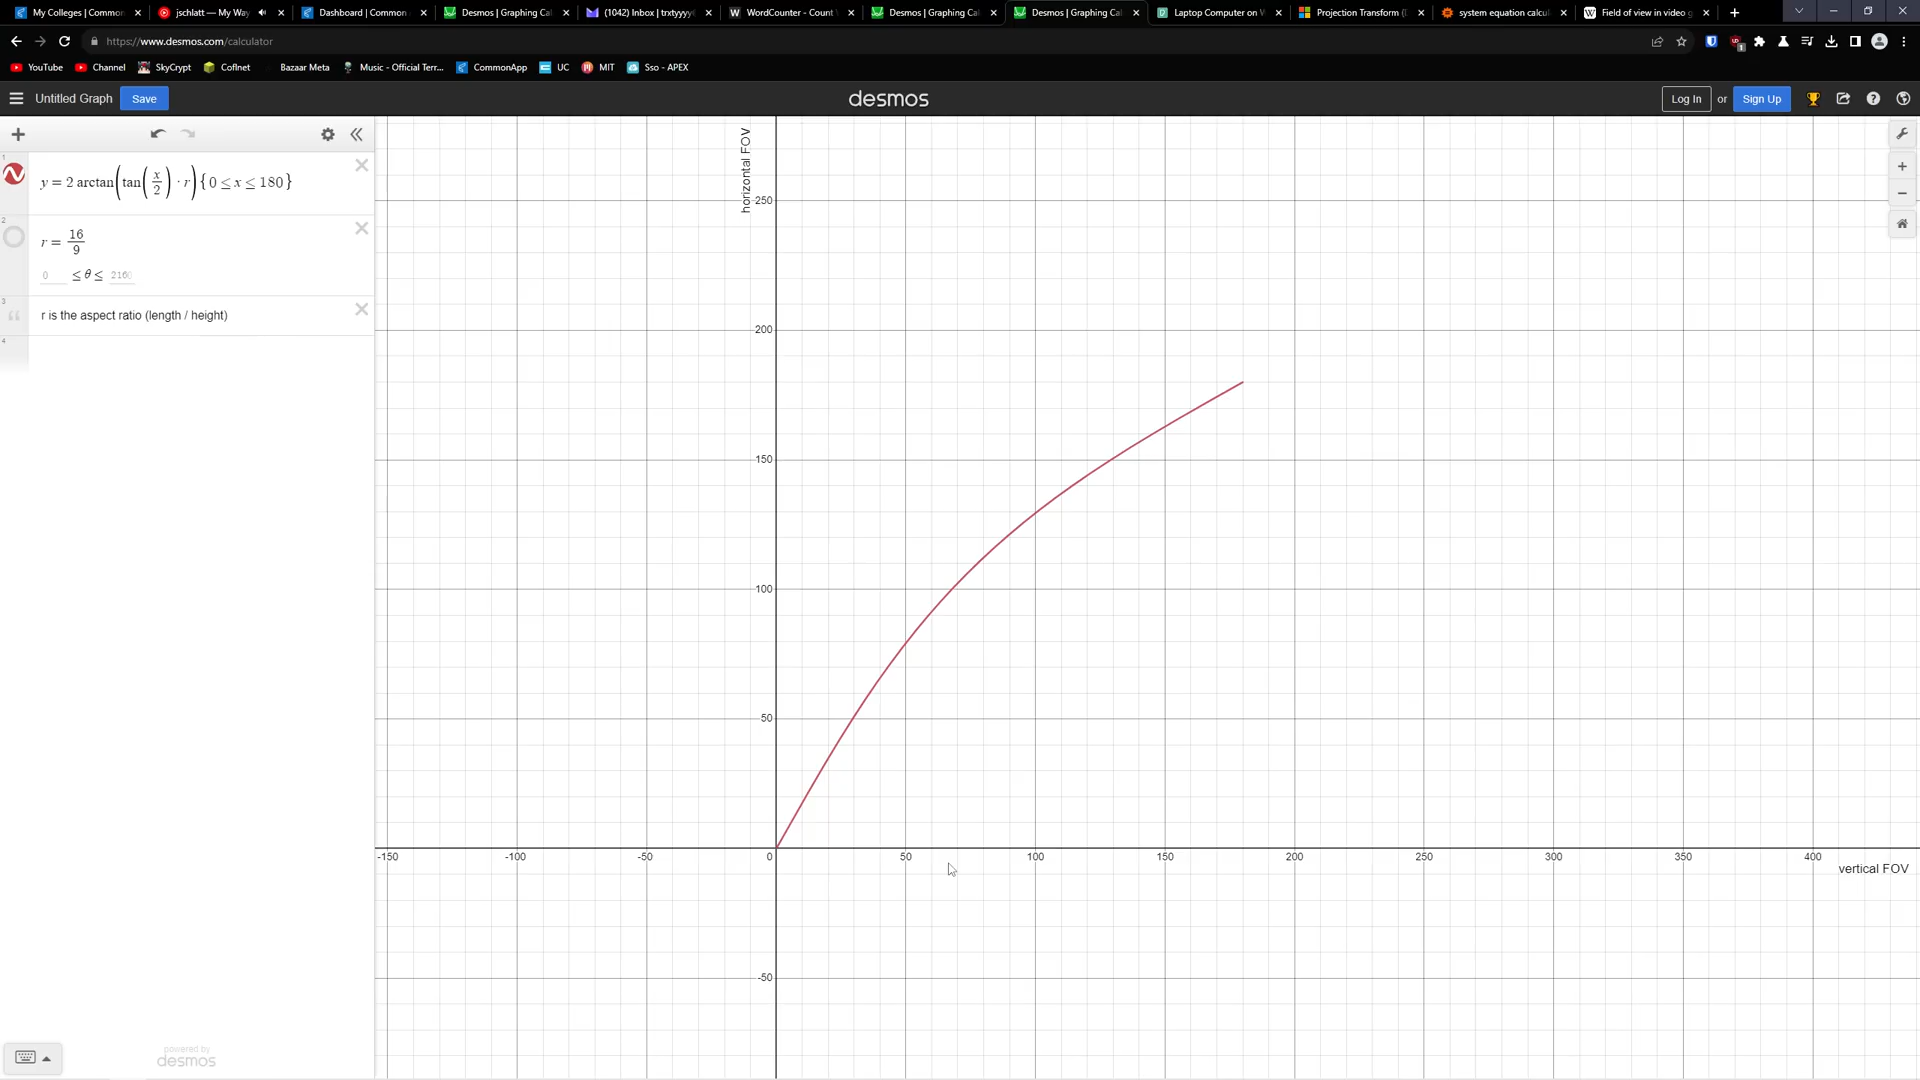 My Colleges | Common
jschlatt — My Way
Dashboard | Common
Desmos | Graphing Cal
(1042) Inbox | trxtyyyy
WordCounter - Count
Desmos | Graphing Cal
Desmos | Graphing Cal
Laptop Computer on W
Projection Transform (D
system equation calcul
Field of view in video g
https://www.desmos.com/calculator
1
YouTube
Channel
SkyCrypt
Coflnet
Bazaar Meta
Music - Official Terr...
CommonApp
UC
MIT
Sso - APEX
Untitled Graph
Save
desmos
Log In
or
Sign Up
1
y = 2 arctan(tan(x/2) · r){0 ≤ x ≤ 180}
2
r = 16/9
0 ≤ θ ≤ 2160
3
r is the aspect ratio (length / height)
4
powered by
desmos
horizontal FOV
250
200
150
100
50
-50
-150
-100
-50
0
50
100
150
200
250
300
350
400
vertical FOV